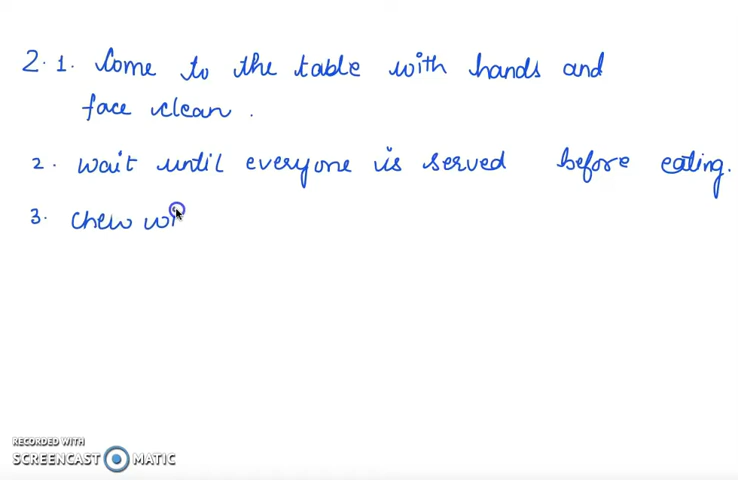 2. 1. Come to the table with hands and
face clean.
2. wait until everyone is served before eating.
3. chew wi
RECORDED WITH
SCREENCAST MATIC